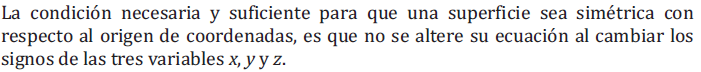 La condición necesaria y suficiente para que una superficie sea simétrica con
respecto al origen de coordenadas, es que no se altere su ecuación al cambiar los
signos de las tres variables x, y y z.